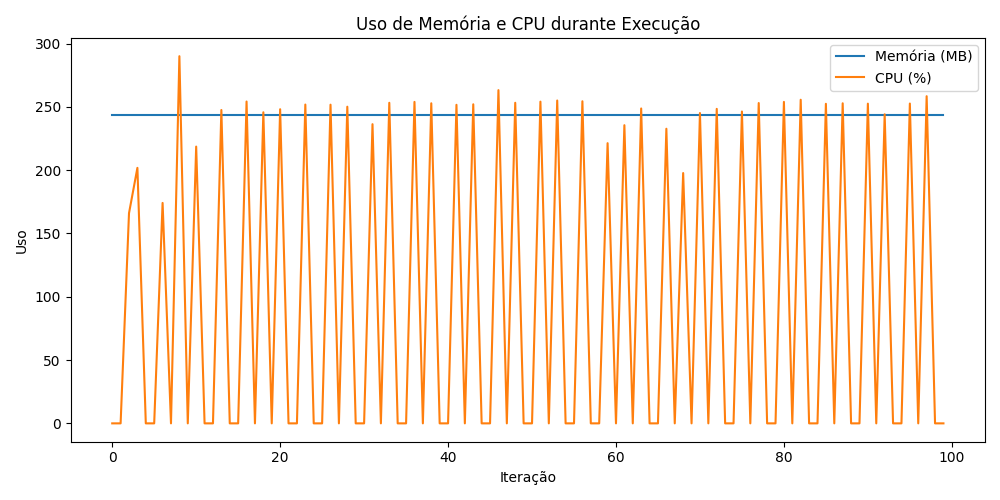 Uso de Memória e CPU durante Execução
Memória (MB)
CPU (%)
300
250
200
150
100
50
0
Uso
0 20 40 60 80 100
Iteração